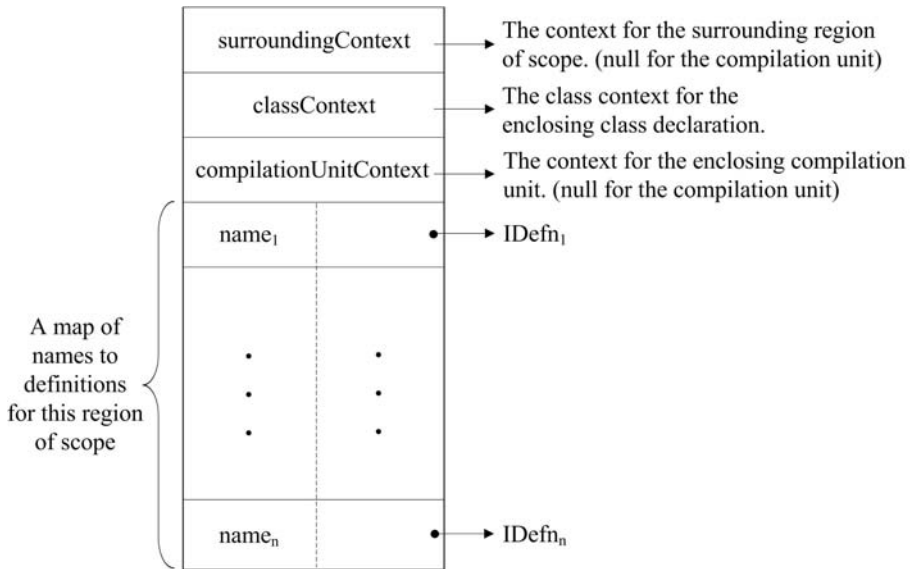 surroundingContext
The context for the surrounding region
of scope. (null for the compilation unit)
classContext
The class context for the
enclosing class declaration.
compilationUnitContext
The context for the enclosing compilation
unit. (null for the compilation unit)
name₁
IDefn₁
A map of
names to
definitions
for this region
of scope
nameₙ
IDefnₙ